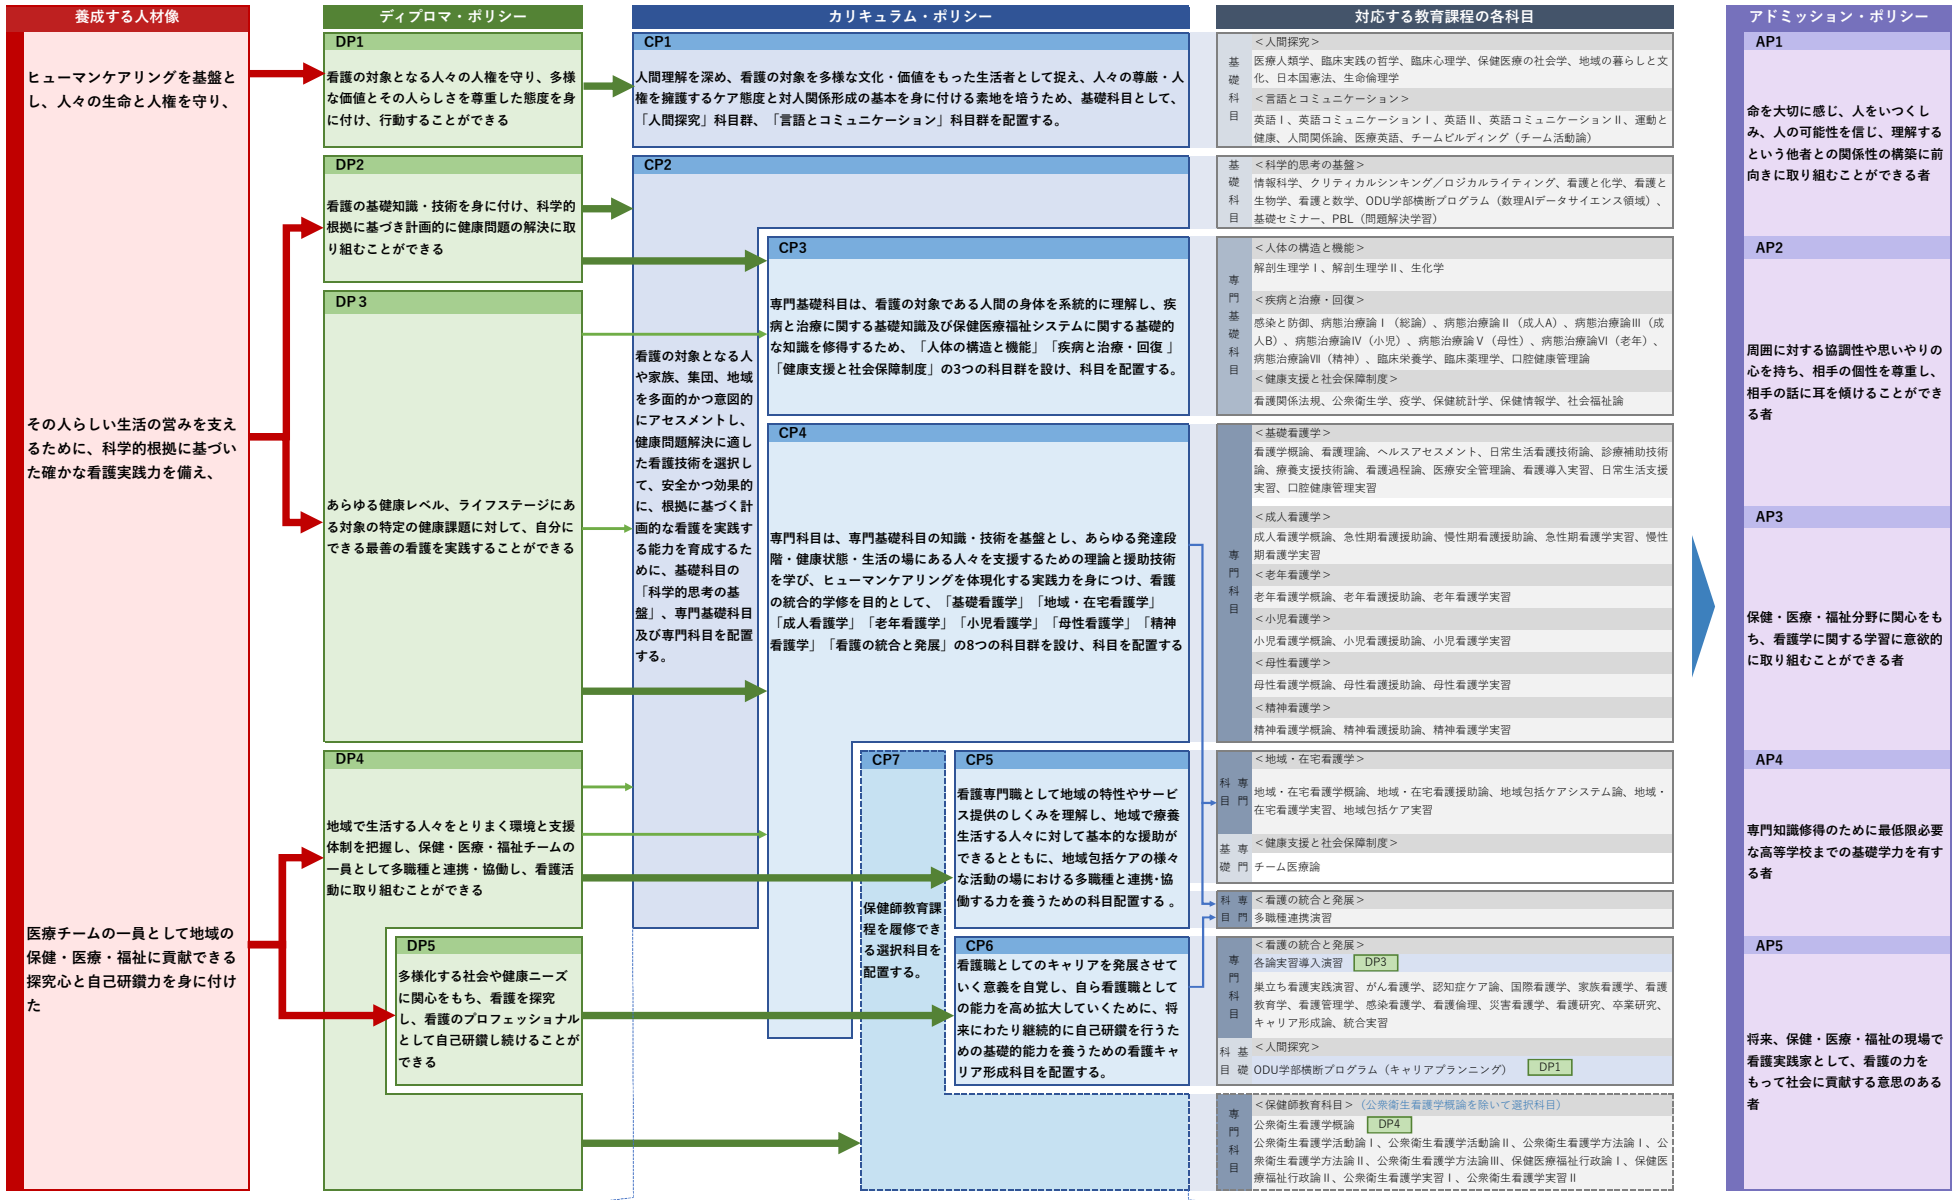 養成する人材像
ヒューマンケアリングを基盤と
し、人々の生命と人権を守り、
その人らしい生活の営みを支え
るために、科学的根拠に基づい
た確かな看護実践力を備え、
医療チームの一員として地域の
保健・医療・福祉に貢献できる
探究心と自己研鑽力を身に付け
た
ディプロマ・ポリシー
DP1
看護の対象となる人々の人権を守り、多様
な価値とその人らしさを尊重した態度を身
に付け、行動することができる
DP2
看護の基礎知識・技術を身に付け、科学的
根拠に基づき計画的に健康問題の解決に取
り組むことができる
DP3
あらゆる健康レベル、ライフステージにあ
る対象の特定の健康課題に対して、自分に
できる最善の看護を実践することができる
DP4
地域で生活する人々をとりまく環境と支援
体制を把握し、保健・医療・福祉チームの
一員として多職種と連携・協働し、看護活
動に取り組むことができる
DP5
多様化する社会や健康ニーズ
に関心をもち、看護を探究
し、看護のプロフェッショナル
として自己研鑽し続けることが
できる
カリキュラム・ポリシー
CP1
人間理解を深め、看護の対象を多様な文化・価値をもった生活者として捉え、人々の尊厳・人
権を擁護するケア態度と対人関係形成の基本を身に付ける素地を培うため、基礎科目として、
「人間探究」科目群、「言語とコミュニケーション」科目群を配置する。
CP2
看護の対象となる人
や家族、集団、地域
を多面的かつ意図的
にアセスメントし、
健康問題解決に適し
た看護技術を選択し
て、安全かつ効果的
に、根拠に基づく計
画的な看護を実践す
る能力を育成するた
めに、基礎科目の
「科学的思考の基
盤」、専門基礎科目
及び専門科目を配置
する。
CP3
専門基礎科目は、看護の対象である人間の身体を系統的に理解し、疾
病と治療に関する基礎知識及び保健医療福祉システムに関する基礎的
な知識を修得するため、「人体の構造と機能」「疾病と治療・回復」
「健康支援と社会保障制度」の3つの科目群を設け、科目を配置する。
CP4
専門科目は、専門基礎科目の知識・技術を基盤とし、あらゆる発達段
階・健康状態・生活の場にある人々を支援するための理論と援助技術
を学び、ヒューマンケアリングを体現化する実践力を身につけ、看護
の統合的学修を目的として、「基礎看護学」「地域・在宅看護学」
「成人看護学」「老年看護学」「小児看護学」「母性看護学」「精神
看護学」「看護の統合と発展」の8つの科目群を設け、科目を配置する
CP7
保健師教育課
程を履修でき
る選択科目を
配置する。
CP5
看護専門職として地域の特性やサービ
ス提供のしくみを理解し、地域で療養
生活する人々に対して基本的な援助が
できるとともに、地域包括ケアの様々
な活動の場における多職種と連携・協
働する力を養うための科目配置する。
CP6
看護職としてのキャリアを発展させて
いく意義を自覚し、自ら看護職として
の能力を高め拡大していくために、将
来にわたり継続的に自己研鑽を行うた
めの基礎的能力を養うための看護キャ
リア形成科目を配置する。
対応する教育課程の各科目
基礎科目
＜人間探究＞
医療人類学、臨床実践の哲学、臨床心理学、保健医療の社会学、地域の暮らしと文
化、日本国憲法、生命倫理学
＜言語とコミュニケーション＞
英語Ⅰ、英語コミュニケーションⅠ、英語Ⅱ、英語コミュニケーションⅡ、運動と
健康、人間関係論、医療英語、チームビルディング（チーム活動論）
基礎科目
＜科学的思考の基盤＞
情報科学、クリティカルシンキング／ロジカルライティング、看護と化学、看護と
生物学、看護と数学、ODU学部横断プログラム（数理AIデータサイエンス領域）、
基礎セミナー、PBL（問題解決学習）
専門基礎科目
＜人体の構造と機能＞
解剖生理学Ⅰ、解剖生理学Ⅱ、生化学
＜疾病と治療・回復＞
感染と防御、病態治療論Ⅰ（総論）、病態治療論Ⅱ（成人A）、病態治療論Ⅲ（成
人B）、病態治療論Ⅳ（小児）、病態治療論Ⅴ（母性）、病態治療論Ⅵ（老年）、
病態治療論Ⅶ（精神）、臨床栄養学、臨床薬理学、口腔健康管理論
＜健康支援と社会保障制度＞
看護関係法規、公衆衛生学、疫学、保健統計学、保健情報学、社会福祉論
専門科目
＜基礎看護学＞
看護学概論、看護理論、ヘルスアセスメント、日常生活看護技術論、診療補助技術
論、療養支援技術論、看護過程論、医療安全管理論、看護導入実習、日常生活支援
実習、口腔健康管理実習
＜成人看護学＞
成人看護学概論、急性期看護援助論、慢性期看護援助論、急性期看護学実習、慢性
期看護学実習
＜老年看護学＞
老年看護学概論、老年看護援助論、老年看護学実習
＜小児看護学＞
小児看護学概論、小児看護援助論、小児看護学実習
＜母性看護学＞
母性看護学概論、母性看護援助論、母性看護学実習
＜精神看護学＞
精神看護学概論、精神看護援助論、精神看護学実習
専門科目
＜地域・在宅看護学＞
地域・在宅看護学概論、地域・在宅看護援助論、地域包括ケアシステム論、地域・
在宅看護学実習、地域包括ケア実習
専門基礎
＜健康支援と社会保障制度＞
チーム医療論
専門科目
＜看護の統合と発展＞
多職種連携演習
専門科目
＜看護の統合と発展＞
各論実習導入演習 DP3
巣立ち看護実践演習、がん看護学、認知症ケア論、国際看護学、家族看護学、看護
教育学、看護管理学、感染看護学、看護倫理、災害看護学、看護研究、卒業研究、
キャリア形成論、統合実習
基礎科目
＜人間探究＞
ODU学部横断プログラム（キャリアプランニング） DP1
専門科目
＜保健師教育科目＞（公衆衛生看護学概論を除いて選択科目）
公衆衛生看護学概論 DP4
公衆衛生看護学活動論Ⅰ、公衆衛生看護学活動論Ⅱ、公衆衛生看護学方法論Ⅰ、公
衆衛生看護学方法論Ⅱ、公衆衛生看護学方法論Ⅲ、保健医療福祉行政論Ⅰ、保健医
療福祉行政論Ⅱ、公衆衛生看護学実習Ⅰ、公衆衛生看護学実習Ⅱ
アドミッション・ポリシー
AP1
命を大切に感じ、人をいつくし
み、人の可能性を信じ、理解する
という他者との関係性の構築に前
向きに取り組むことができる者
AP2
周囲に対する協調性や思いやりの
心を持ち、相手の個性を尊重し、
相手の話に耳を傾けることができ
る者
AP3
保健・医療・福祉分野に関心をも
ち、看護学に関する学習に意欲的
に取り組むことができる者
AP4
専門知識修得のために最低限必要
な高等学校までの基礎学力を有す
る者
AP5
将来、保健・医療・福祉の現場で
看護実践家として、看護の力を
もって社会に貢献する意思のある
者